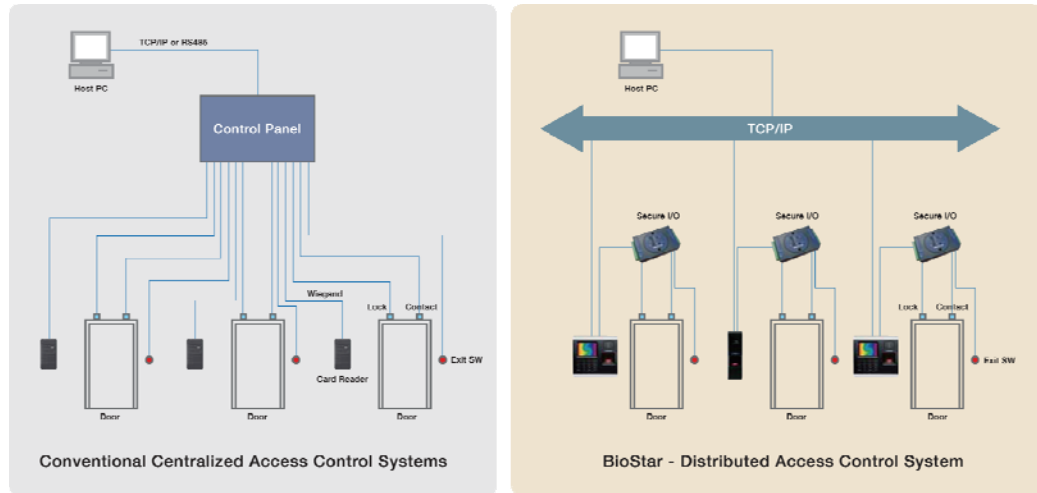 TCP/IP or RS485
Host PC
Control Panel
Wiegand
Lock
Contact
Exit SW
Card Reader
Door
Door
Door
Conventional Centralized Access Control Systems
Host PC
TCP/IP
Secure I/O
Secure I/O
Secure I/O
Lock
Contact
Exit SW
Door
Door
Door
BioStar - Distributed Access Control System